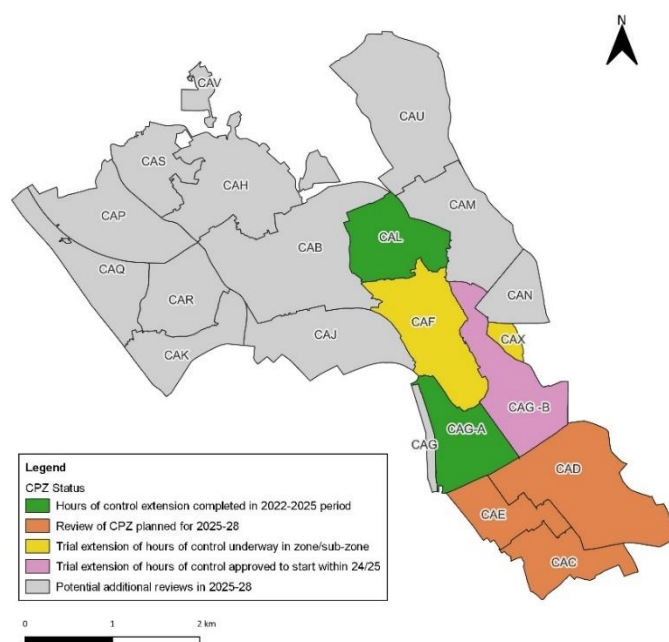 N
CAV
CAU
CAS
CAH
CAM
CAP
CAL
CAB
CAQ
CAN
CAR
CAF
CAX
CAJ
CAK
CAG -B
CAG
CAG-A
CAD
CAE
CAC
Legend
CPZ Status
Hours of control extension completed in 2022-2025 period
Review of CPZ planned for 2025-28
Trial extension of hours of control underway in zone/sub-zone
Trial extension of hours of control approved to start within 24/25
Potential additional reviews in 2025-28
0 1 2 km